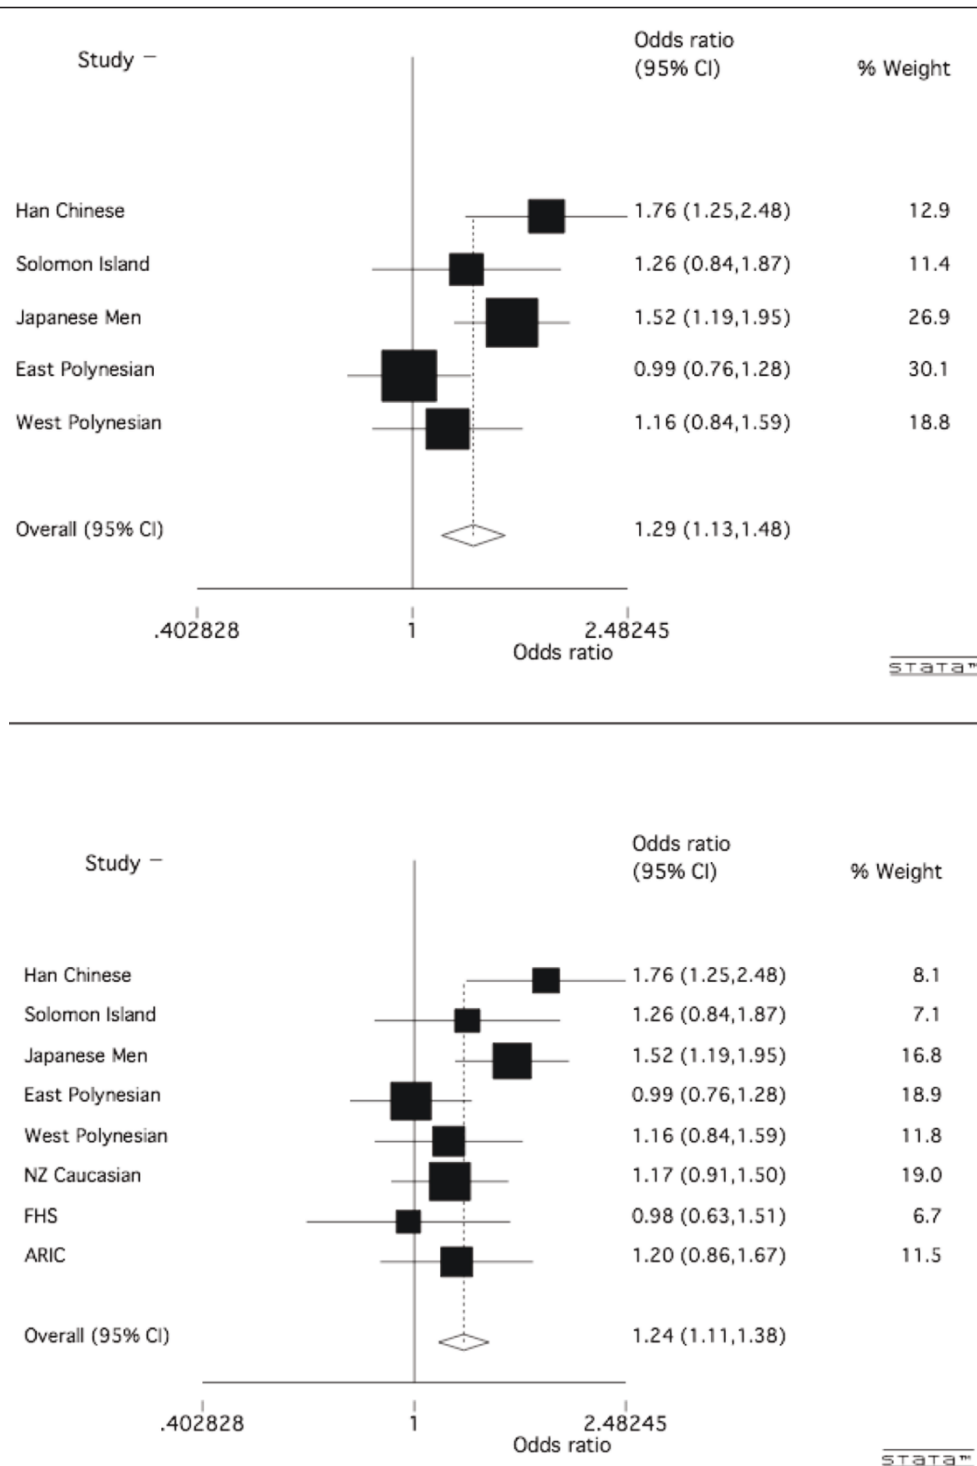 Study — Odds ratio
(95% CI) % Weight
Han Chinese 1.76 (1.25,2.48) 12.9
Solomon Island 1.26 (0.84,1.87) 11.4
Japanese Men 1.52 (1.19,1.95) 26.9
East Polynesian 0.99 (0.76,1.28) 30.1
West Polynesian 1.16 (0.84,1.59) 18.8
Overall (95% CI) 1.29 (1.13,1.48)
.402828 1 2.48245
Odds ratio
STATA™
Study — Odds ratio
(95% CI) % Weight
Han Chinese 1.76 (1.25,2.48) 8.1
Solomon Island 1.26 (0.84,1.87) 7.1
Japanese Men 1.52 (1.19,1.95) 16.8
East Polynesian 0.99 (0.76,1.28) 18.9
West Polynesian 1.16 (0.84,1.59) 11.8
NZ Caucasian 1.17 (0.91,1.50) 19.0
FHS 0.98 (0.63,1.51) 6.7
ARIC 1.20 (0.86,1.67) 11.5
Overall (95% CI) 1.24 (1.11,1.38)
.402828 1 2.48245
Odds ratio
STATA™